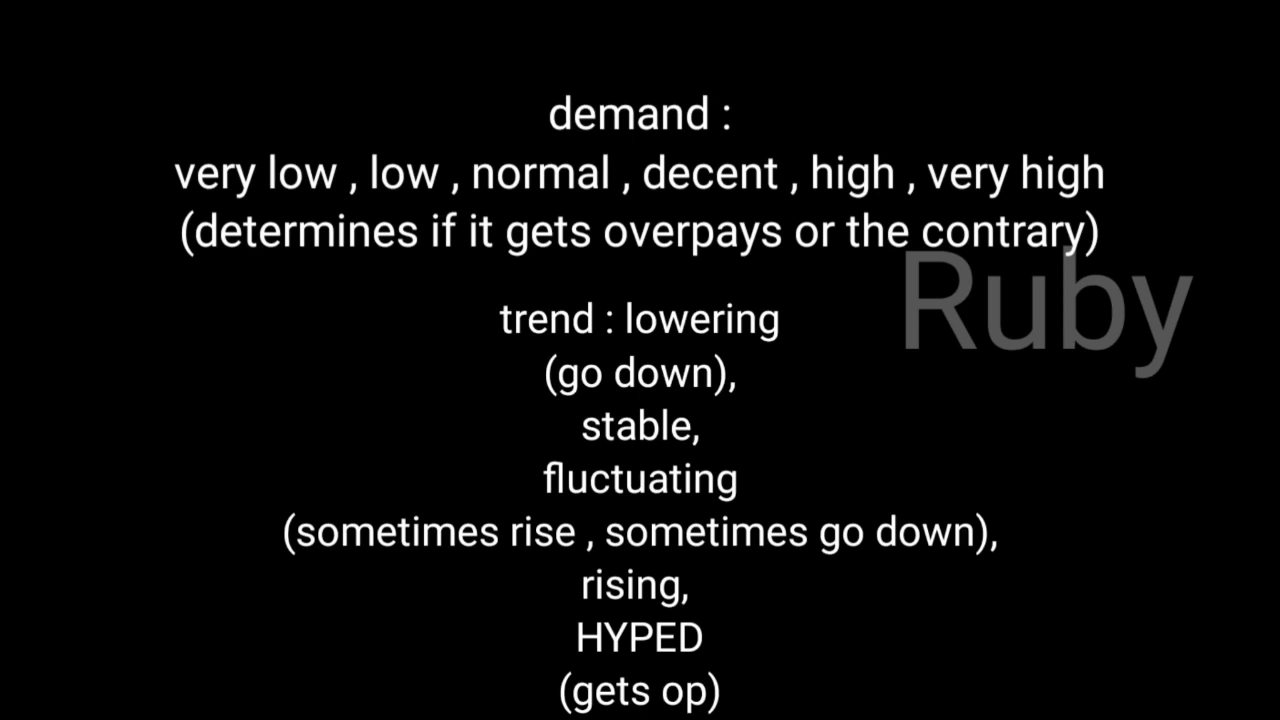 demand :
very low , low , normal , decent , high , very high
(determines if it gets overpays or the contrary)
Ruby
trend : lowering
(go down),
stable,
fluctuating
(sometimes rise , sometimes go down),
rising,
HYPED
(gets op)